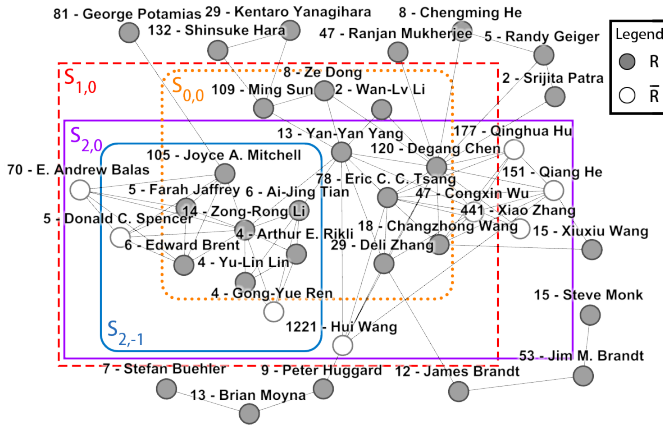 81 - George Potamias
29 - Kentaro Yanagihara
8 - Chengming He
132 - Shinsuke Hara
47 - Ranjan Mukherjee
5 - Randy Geiger
Legend
R
R̅
S1,0
S0,0
8 - Ze Dong
2 - Srijita Patra
109 - Ming Sun
2 - Wan-Lv Li
S2,0
13 - Yan-Yan Yang
177 - Qinghua Hu
120 - Degang Chen
105 - Joyce A. Mitchell
70 - E. Andrew Balas
78 - Eric C. C. Tsang
151 - Qiang He
5 - Farah Jaffrey
6 - Ai-Jing Tian
47 - Congxin Wu
5 - Donald C. Spencer
14 - Zong-Rong Li
441 - Xiao Zhang
4 - Arthur E. Rikli
18 - Changzhong Wang
15 - Xiuxiu Wang
6 - Edward Brent
29 - Deli Zhang
4 - Yu-Lin Lin
4 - Gong-Yue Ren
15 - Steve Monk
S2,-1
1221 - Hui Wang
53 - Jim M. Brandt
7 - Stefan Buehler
9 - Peter Huggard
12 - James Brandt
13 - Brian Moyna